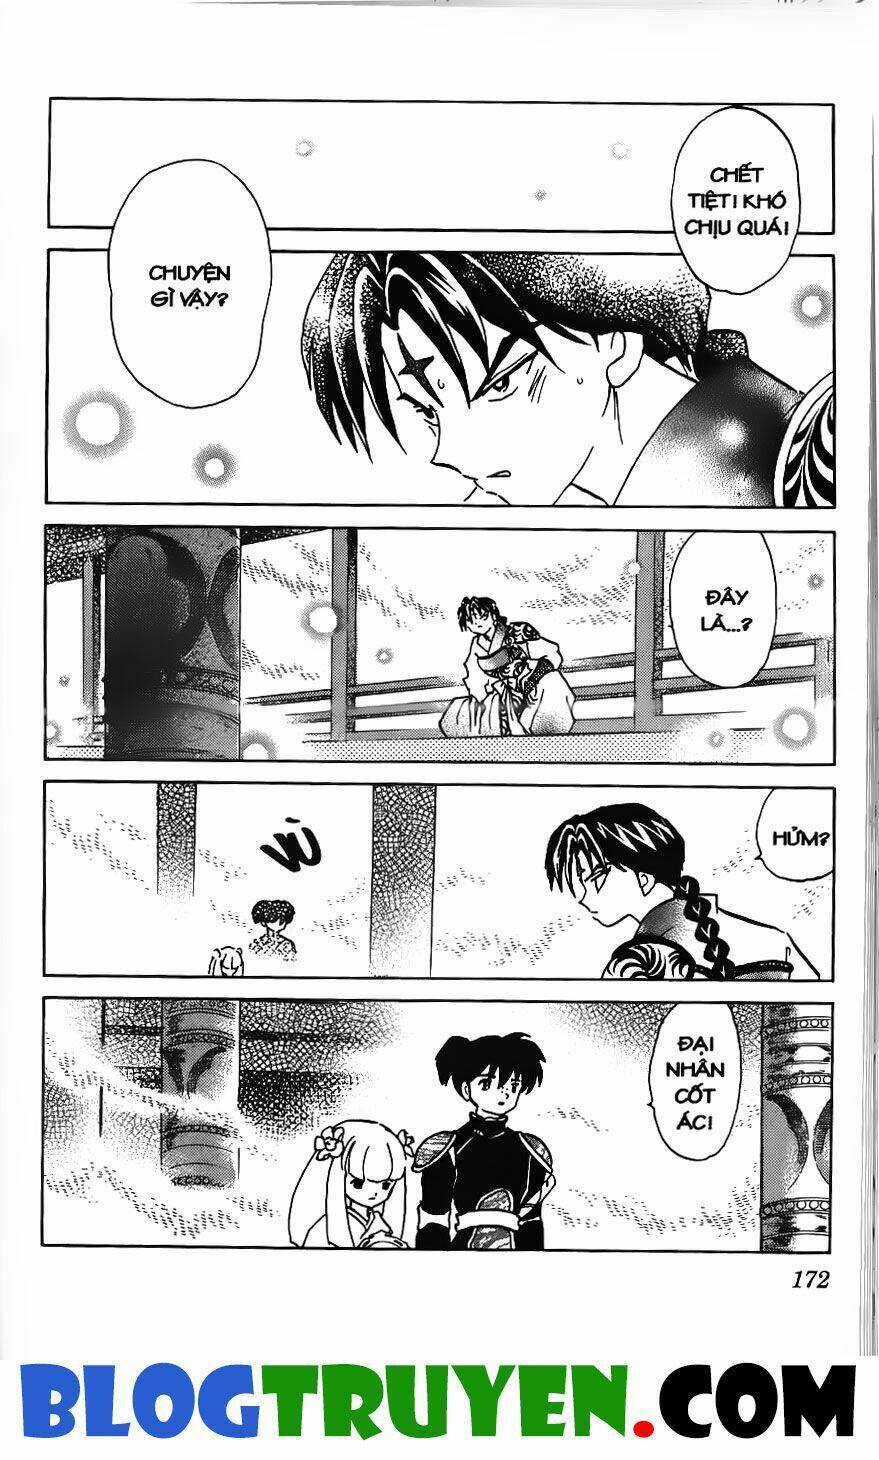 CHẾT
TIỆT! KHÓ
CHỊU QUÁ!
CHUYỆN
GÌ VẬY?
ĐÂY
LÀ...?
HỬM?
VÙ
ĐẠI
NHÂN
CỐT
ÁC!
172
BLOGTRUYEN.COM